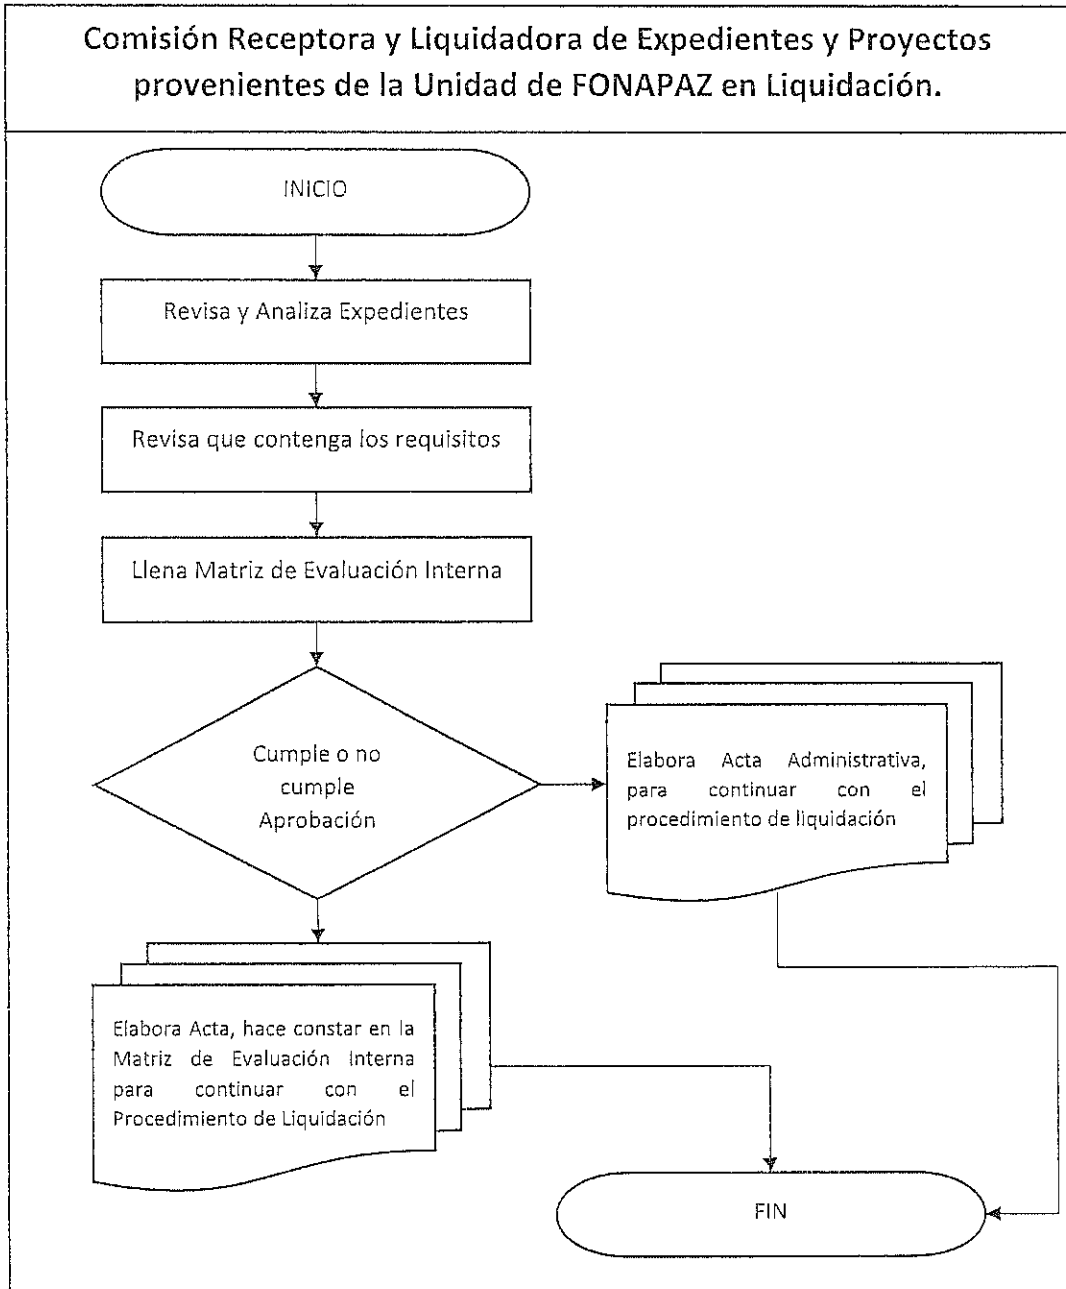 Comisión Receptora y Liquidadora de Expedientes y Proyectos
provenientes de la Unidad de FONAPAZ en Liquidación.
INICIO
Revisa y Analiza Expedientes
Revisa que contenga los requisitos
Llena Matriz de Evaluación Interna
Cumple o no
cumple
Aprobación
Elabora Acta Administrativa,
para continuar con el
procedimiento de liquidación
Elabora Acta, hace constar en la
Matriz de Evaluación Interna
para continuar con el
Procedimiento de Liquidación
FIN